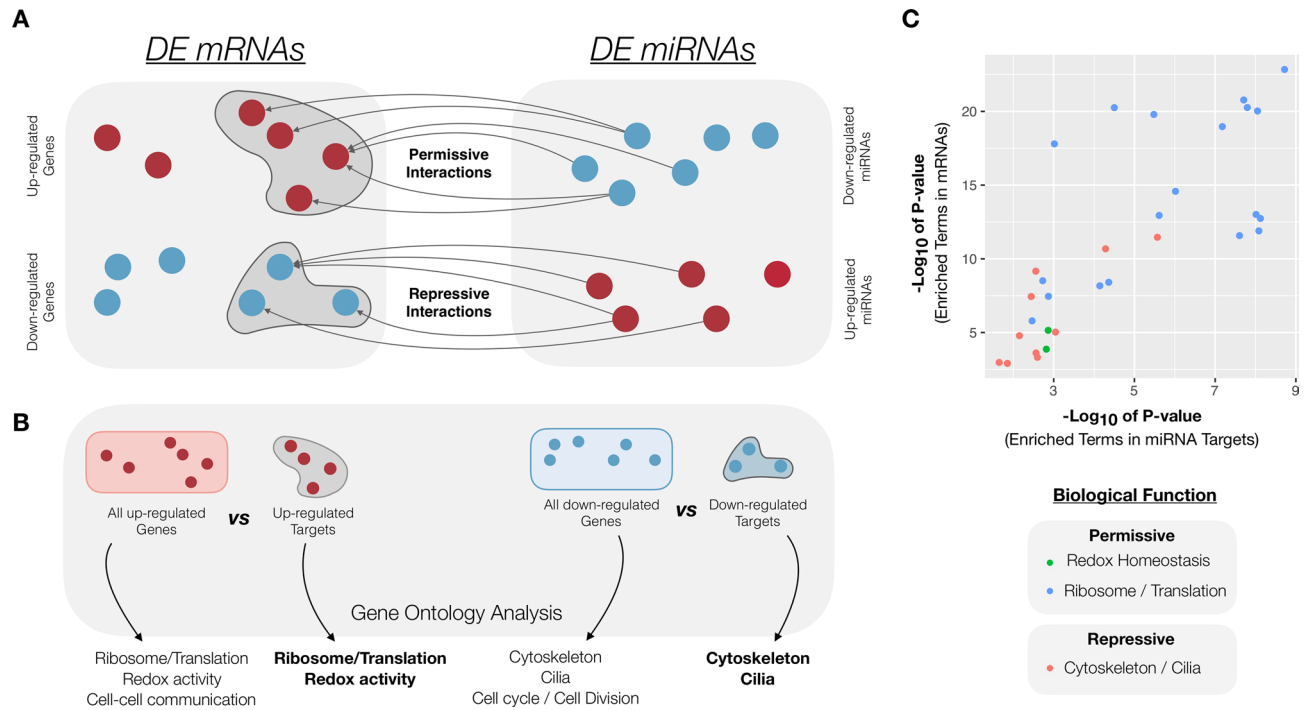 A
DE mRNAs
DE miRNAs
Up-regulated
Genes
Permissive
Interactions
Down-regulated
miRNAs
Down-regulated
Genes
Repressive
Interactions
Up-regulated
miRNAs
B
All up-regulated
Genes
vs
Up-regulated
Targets
All down-regulated
Genes
vs
Down-regulated
Targets
Gene Ontology Analysis
Ribosome/Translation
Redox activity
Cell-cell communication
Ribosome/Translation
Redox activity
Cytoskeleton
Cilia
Cell cycle / Cell Division
Cytoskeleton
Cilia
C
-Log10 of P-value
(Enriched Terms in mRNAs)
20
15
10
5
3
5
7
9
-Log10 of P-value
(Enriched Terms in miRNA Targets)
Biological Function
Permissive
Redox Homeostasis
Ribosome / Translation
Repressive
Cytoskeleton / Cilia